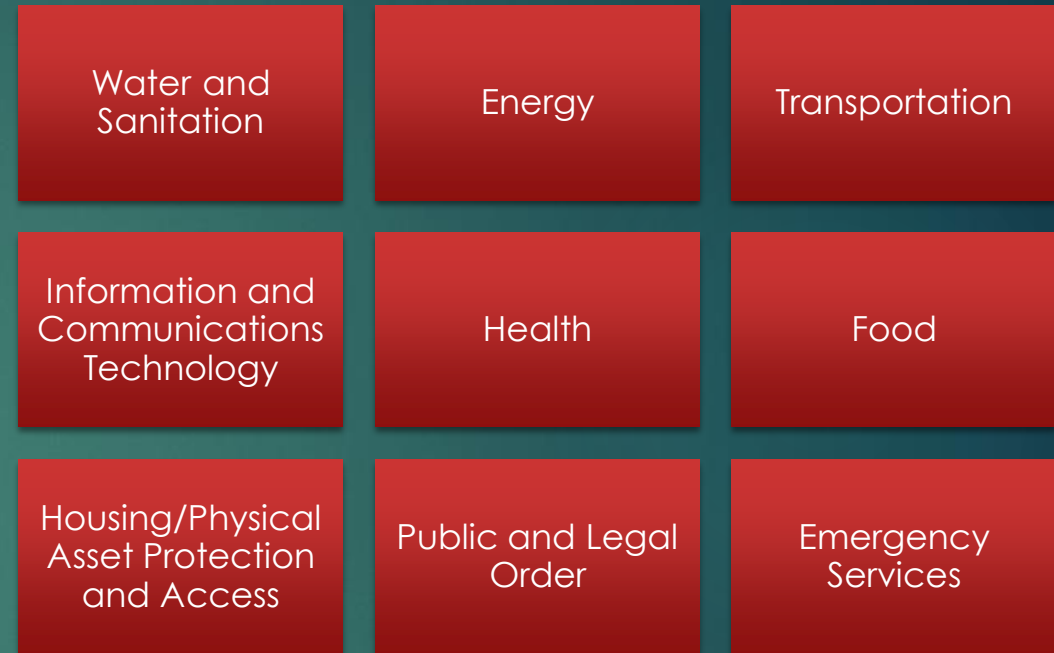 Water and
Sanitation
Energy
Transportation
Information and
Communications
Technology
Health
Food
Housing/Physical
Asset Protection
and Access
Public and Legal
Order
Emergency
Services